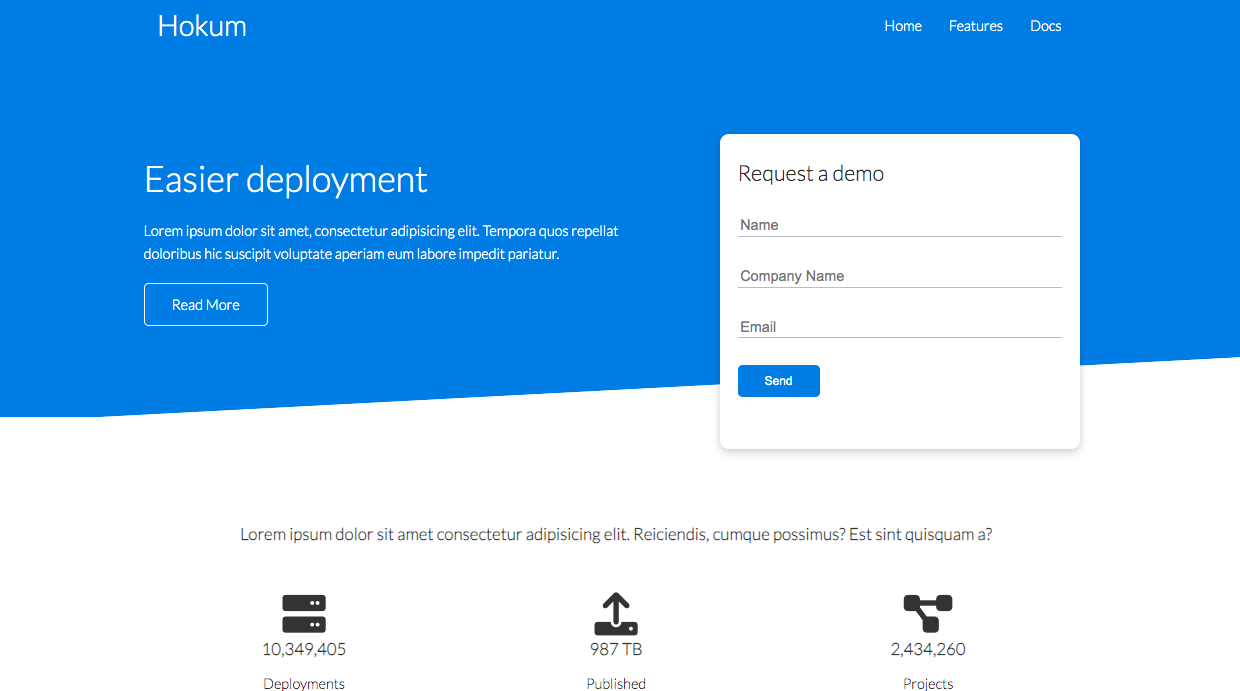 Hokum
Home Features Docs
Easier deployment
Lorem ipsum dolor sit amet, consectetur adipisicing elit. Tempora quos repellat
doloribus hic suscipit voluptate aperiam eum labore impedit pariatur.
Read More
Request a demo
Name
Company Name
Email
Send
Lorem ipsum dolor sit amet consectetur adipisicing elit. Reiciendis, cumque possimus? Est sint quisquam a?
10,349,405
Deployments
987 TB
Published
2,434,260
Projects